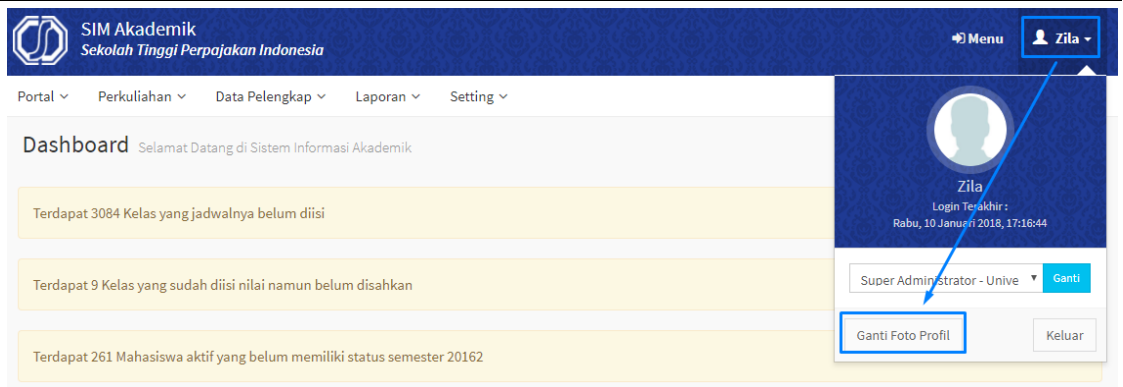 SIM Akademik
Sekolah Tinggi Perpajakan Indonesia
Menu
Zila
Portal
Perkuliahan
Data Pelengkap
Laporan
Setting
Dashboard Selamat Datang di Sistem Informasi Akademik
Terdapat 3084 Kelas yang jadwalnya belum diisi
Terdapat 9 Kelas yang sudah diisi nilai namun belum disahkan
Terdapat 261 Mahasiswa aktif yang belum memiliki status semester 20162
Zila
Login Terakhir :
Rabu, 10 Januari 2018, 17:16:44
Super Administrator - Unive
Ganti
Ganti Foto Profil
Keluar